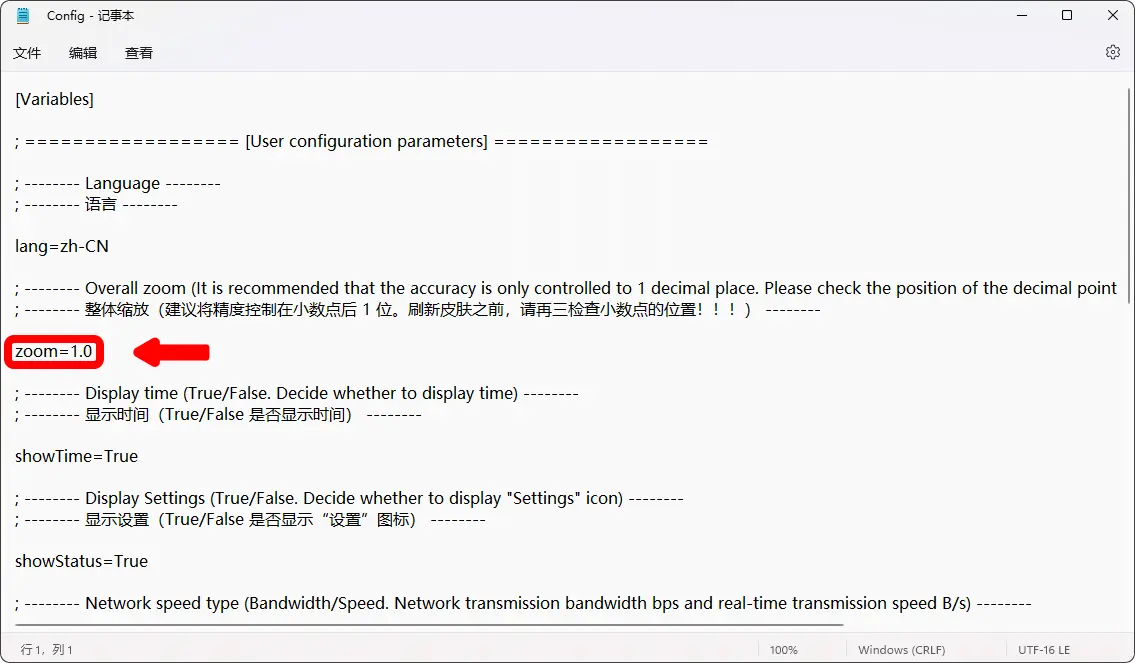 Config - 记事本
文件 编辑 查看
[Variables]
; ================== [User configuration parameters] ==================
; -------- Language --------
; -------- 语言 --------
lang=zh-CN
; -------- Overall zoom (It is recommended that the accuracy is only controlled to 1 decimal place. Please check the position of the decimal point
; -------- 整体缩放（建议将精度控制在小数点后 1 位。刷新皮肤之前，请再三检查小数点的位置！！！） --------
zoom=1.0
; -------- Display time (True/False. Decide whether to display time) --------
; -------- 显示时间（True/False 是否显示时间） --------
showTime=True
; -------- Display Settings (True/False. Decide whether to display "Settings" icon) --------
; -------- 显示设置（True/False 是否显示“设置”图标） --------
showStatus=True
; -------- Network speed type (Bandwidth/Speed. Network transmission bandwidth bps and real-time transmission speed B/s) --------
行 1，列 1 100% Windows (CRLF) UTF-16 LE